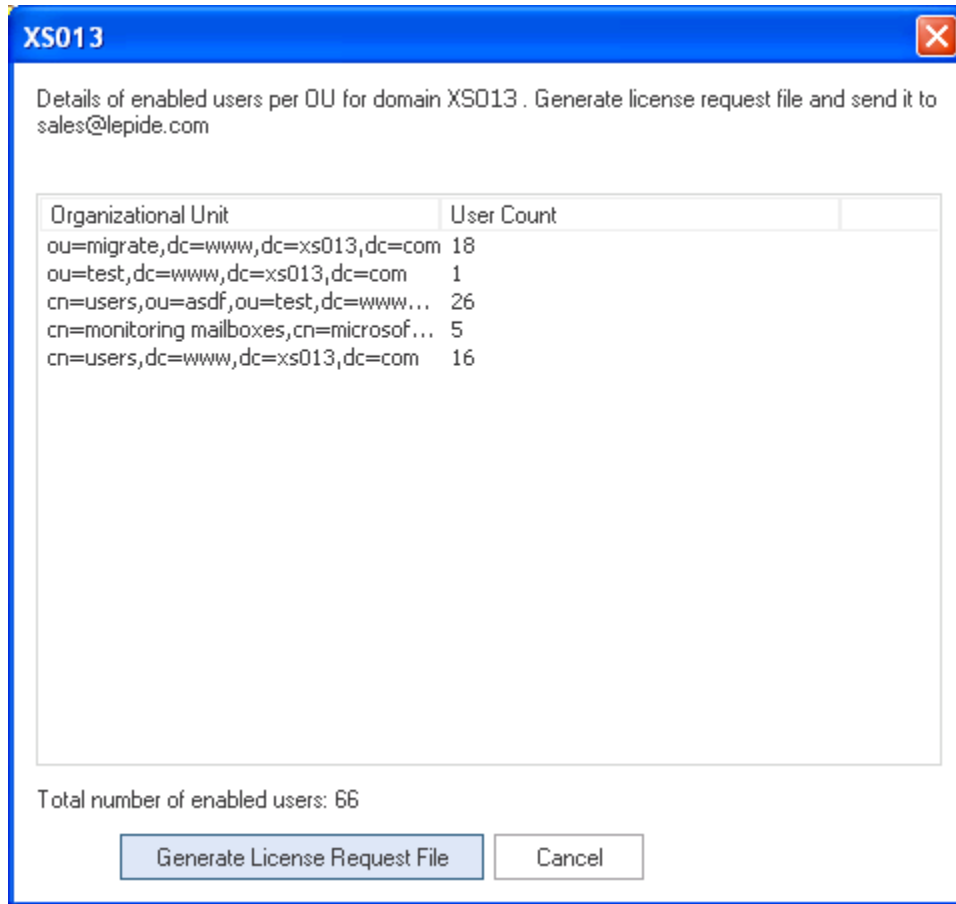 XS013
Details of enabled users per OU for domain XS013 . Generate license request file and send it to
sales@lepide.com
Organizational Unit User Count
ou=migrate,dc=www,dc=xs013,dc=com 18
ou=test,dc=www,dc=xs013,dc=com 1
cn=users,ou=asdf,ou=test,dc=www... 26
cn=monitoring mailboxes,cn=microsof... 5
cn=users,dc=www,dc=xs013,dc=com 16
Total number of enabled users: 66
Generate License Request File Cancel